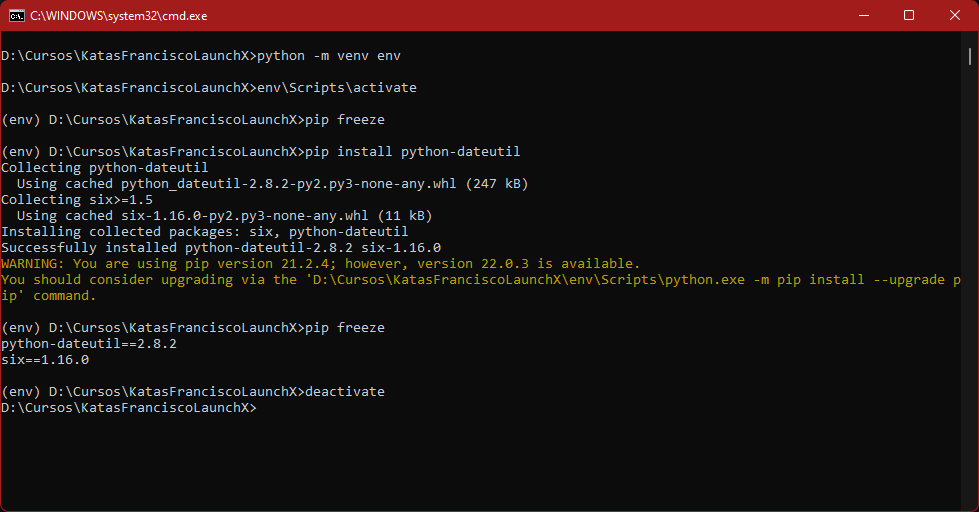 C:\WINDOWS\system32\cmd.exe
D:\Cursos\KatasFranciscoLaunchX>python -m venv env
D:\Cursos\KatasFranciscoLaunchX>env\Scripts\activate
(env) D:\Cursos\KatasFranciscoLaunchX>pip freeze
(env) D:\Cursos\KatasFranciscoLaunchX>pip install python-dateutil
Collecting python-dateutil
  Using cached python_dateutil-2.8.2-py2.py3-none-any.whl (247 kB)
Collecting six>=1.5
  Using cached six-1.16.0-py2.py3-none-any.whl (11 kB)
Installing collected packages: six, python-dateutil
Successfully installed python-dateutil-2.8.2 six-1.16.0
WARNING: You are using pip version 21.2.4; however, version 22.0.3 is available.
You should consider upgrading via the 'D:\Cursos\KatasFranciscoLaunchX\env\Scripts\python.exe -m pip install --upgrade p
ip' command.
(env) D:\Cursos\KatasFranciscoLaunchX>pip freeze
python-dateutil==2.8.2
six==1.16.0
(env) D:\Cursos\KatasFranciscoLaunchX>deactivate
D:\Cursos\KatasFranciscoLaunchX>